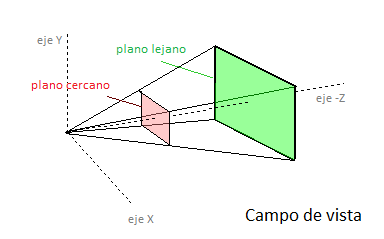 eje Y
plano lejano
plano cercano
eje -Z
eje X
Campo de vista